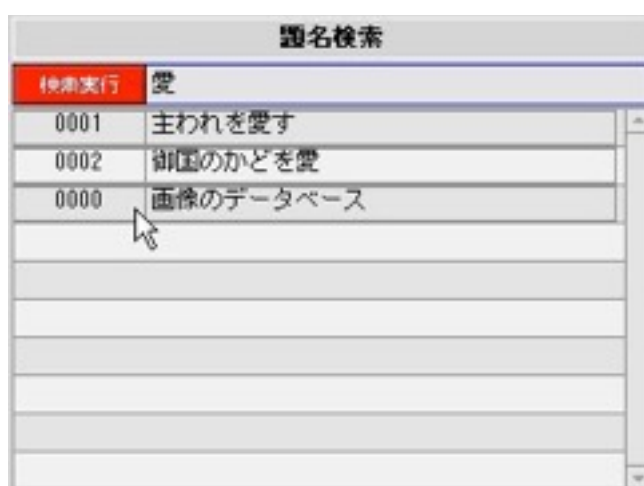 題名検索
検索実行 愛
0001 主われを愛す
0002 御国のかどを愛
0000 画像のデータベース